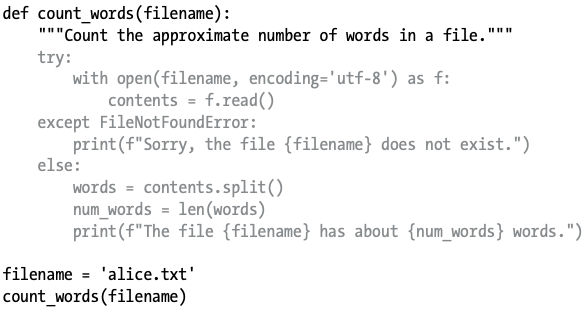 def count_words(filename):
    """Count the approximate number of words in a file."""
    try:
        with open(filename, encoding='utf-8') as f:
            contents = f.read()
    except FileNotFoundError:
        print(f"Sorry, the file {filename} does not exist.")
    else:
        words = contents.split()
        num_words = len(words)
        print(f"The file {filename} has about {num_words} words.")

filename = 'alice.txt'
count_words(filename)